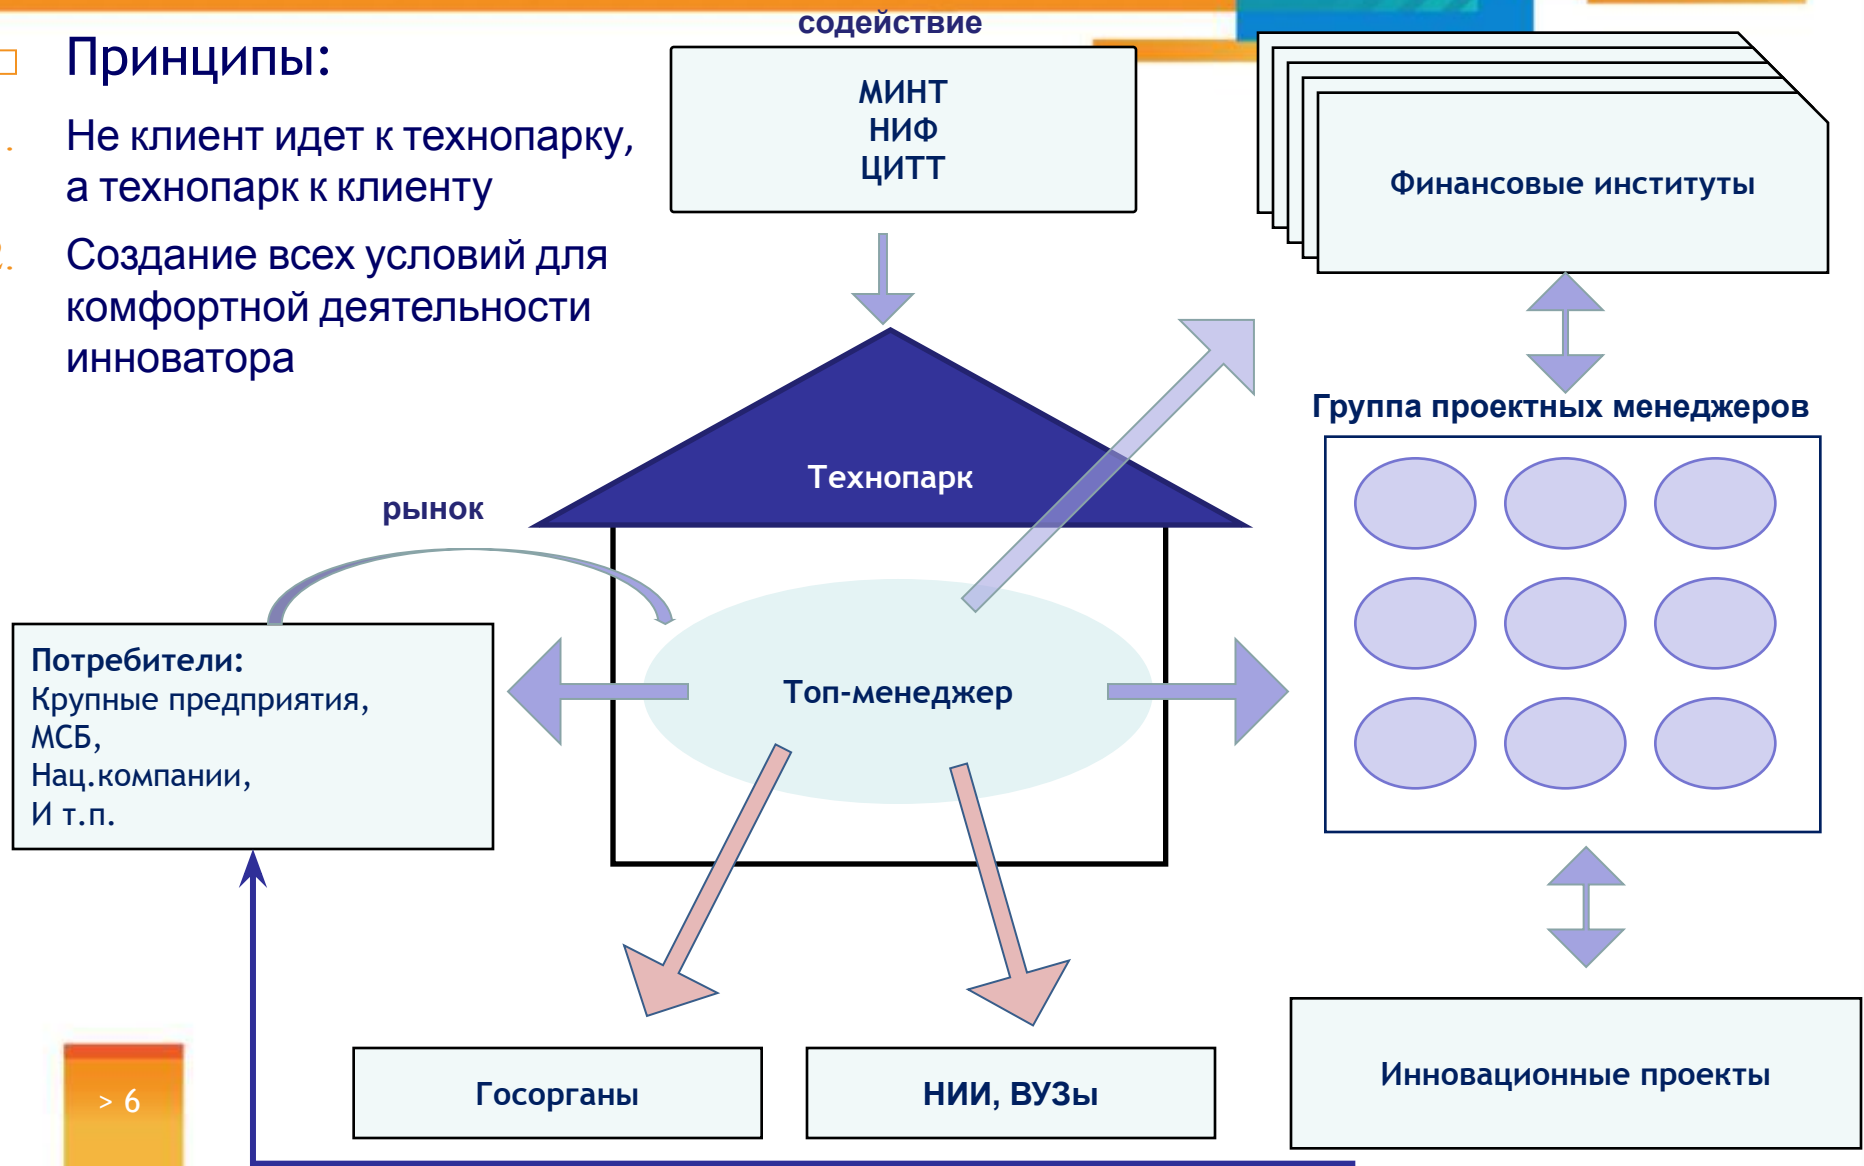 содействие
Принципы:
Не клиент идет к технопарку,
а технопарк к клиенту
2. Создание всех условий для
комфортной деятельности
инноватора
МИНТ
НИФ
ЦИТТ
Финансовые институты
Группа проектных менеджеров
Технопарк
рынок
Потребители:
Крупные предприятия,
МСБ,
Нац.компании,
И т.п.
Топ-менеджер
Госорганы
НИИ, ВУЗы
Инновационные проекты
> 6